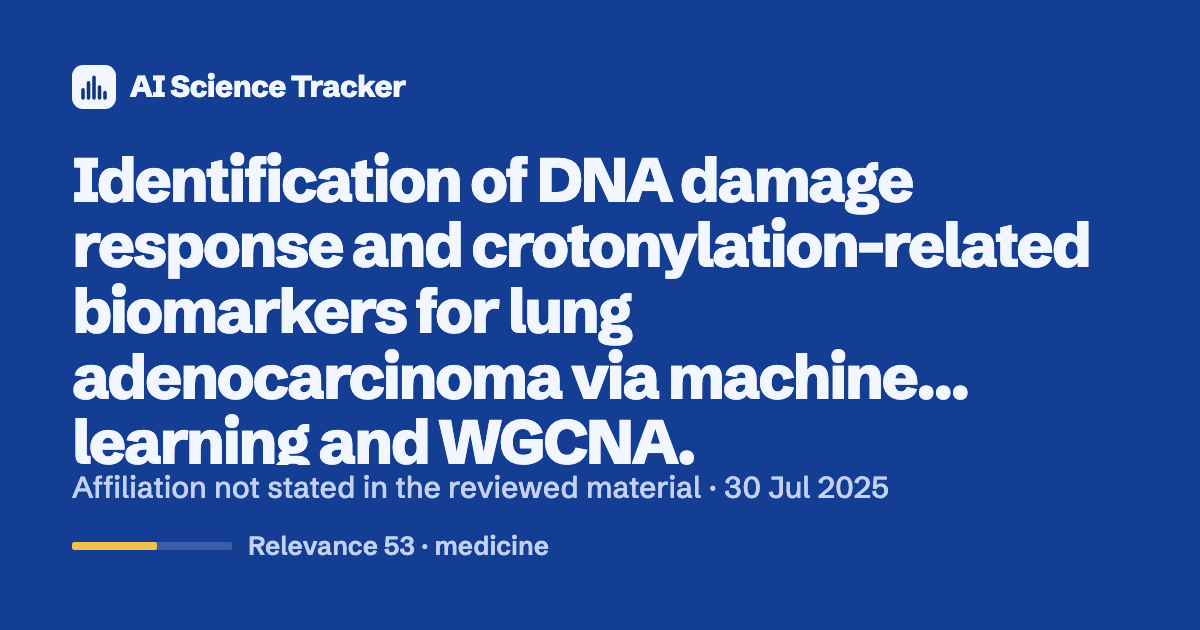 AI Science Tracker
Identification of DNA damage
response and crotonylation-related
biomarkers for lung
adenocarcinoma via machine...
learning and WGCNA.
Affiliation not stated in the reviewed material · 30 Jul 2025
Relevance 53 · medicine